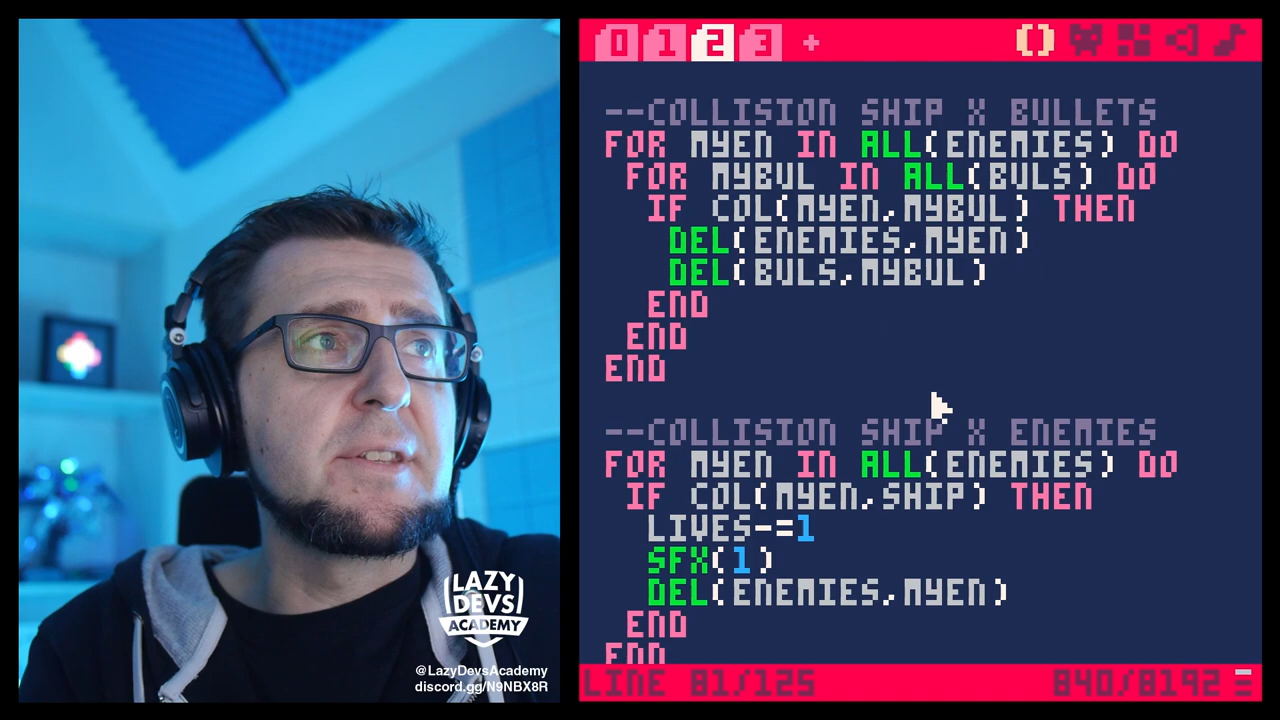 LAZY
DEVS
ACADEMY
@LazyDevsAcademy
discord.gg/N9NBX8R
0 1 2 3 +
--COLLISION SHIP X BULLETS
FOR MYEN IN ALL(ENEMIES) DO
FOR MYBUL IN ALL(BULS) DO
IF COL(MYEN,MYBUL) THEN
DEL(ENEMIES,MYEN)
DEL(BULS,MYBUL)
END
END
END
--COLLISION SHIP X ENEMIES
FOR MYEN IN ALL(ENEMIES) DO
IF COL(MYEN,SHIP) THEN
LIVES-=1
SFX(1)
DEL(ENEMIES,MYEN)
END
END
LINE 81/125
840/8192